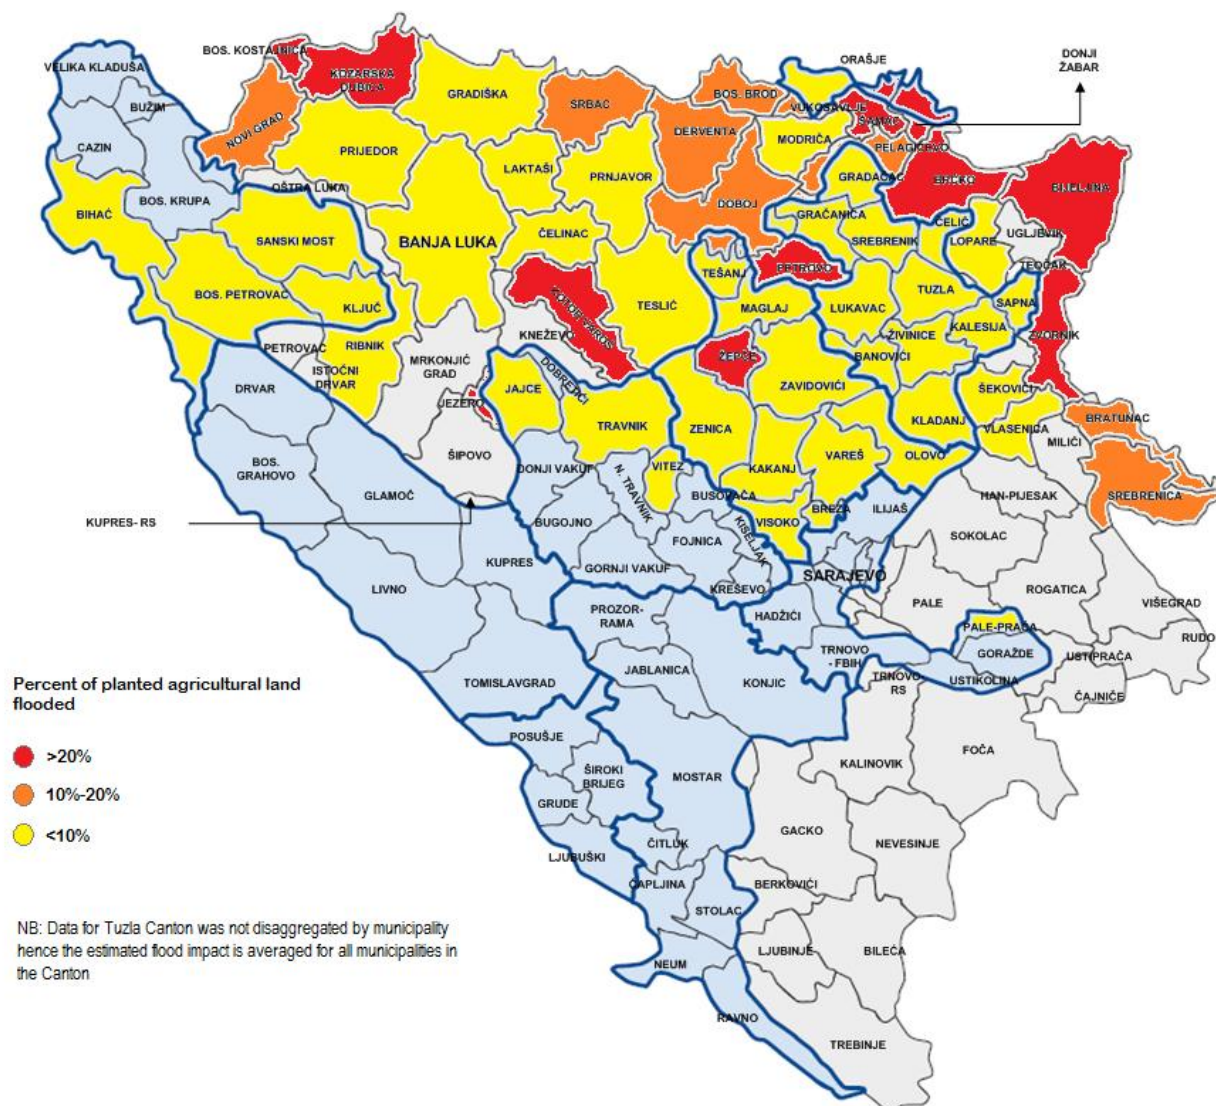 BOS. KOSTAJNICA
DONJI
ŽABAR
ORAŠJE
VELIKA KLADUŠA
KOZARSKA
DUBICA
GRADIŠKA
BOS. BROD
BUŽIM
SRBAC
VUKOSAVLJE
ŠAMAC
NOVI GRAD
DERVENTA
MODRIČA
PELAGIĆEVO
CAZIN
PRIJEDOR
LAKTAŠI
PRNJAVOR
GRADAČAC
BRČKO
BIJELJINA
OŠTRA LUKA
BOS. KRUPA
DOBOJ
BIHAĆ
GRAČANICA
ČELIĆ
UGLJEVIK
SANSKI MOST
BANJA LUKA
ČELINAC
SREBRENIK
LOPARE
TEOČAK
PETROVO
TEŠANJ
BOS. PETROVAC
KLJUČ
KOTOR VAROŠ
TESLIĆ
TUZLA
SAPNA
MAGLAJ
LUKAVAC
KALESIJA
ZVORNIK
KNEŽEVO
ŽIVINICE
PETROVAC
RIBNIK
MRKONJIĆ
GRAD
ŽEPČE
BANOVIĆI
ISTOČNI
DRVAR
DOBRETIĆI
DRVAR
JAJCE
ZAVIDOVIĆI
ŠEKOVIĆI
JEZERO
BRATUNAC
TRAVNIK
ZENICA
KLADANJ
VLASENICA
MILIĆI
ŠIPOVO
VAREŠ
OLOVO
BOS.
GRAHOVO
DONJI VAKUF
N. TRAVNIK
VITEZ
KAKANJ
GLAMOČ
BUSOVAČA
HAN-PIJESAK
SREBRENICA
KUPRES- RS
BUGOJNO
VISOKO
BREZA
ILIJAŠ
SOKOLAC
FOJNICA
KISELJAK
KUPRES
GORNJI VAKUF
SARAJEVO
LIVNO
KREŠEVO
ROGATICA
PROZOR-
RAMA
HADŽIĆI
PALE
VIŠEGRAD
PALE-PRAČA
RUDO
TRNOVO
- FBIH
GORAŽDE
USTIPRAČA
JABLANICA
KONJIC
TOMISLAVGRAD
TRNOVO-
RS
USTIKOLINA
ČAJNIČE
Percent of planted agricultural land
flooded
POSUŠJE
FOČA
>20%
ŠIROKI
BRIJEG
MOSTAR
KALINOVIK
10%-20%
GRUDE
<10%
GACKO
NEVESINJE
LJUBUŠKI
ČITLUK
ČAPLJINA
BERKOVIĆI
STOLAC
NB: Data for Tuzla Canton was not disaggregated by municipality
hence the estimated flood impact is averaged for all municipalities in
the Canton
LJUBINJE
BILEĆA
NEUM
RAVNO
TREBINJE